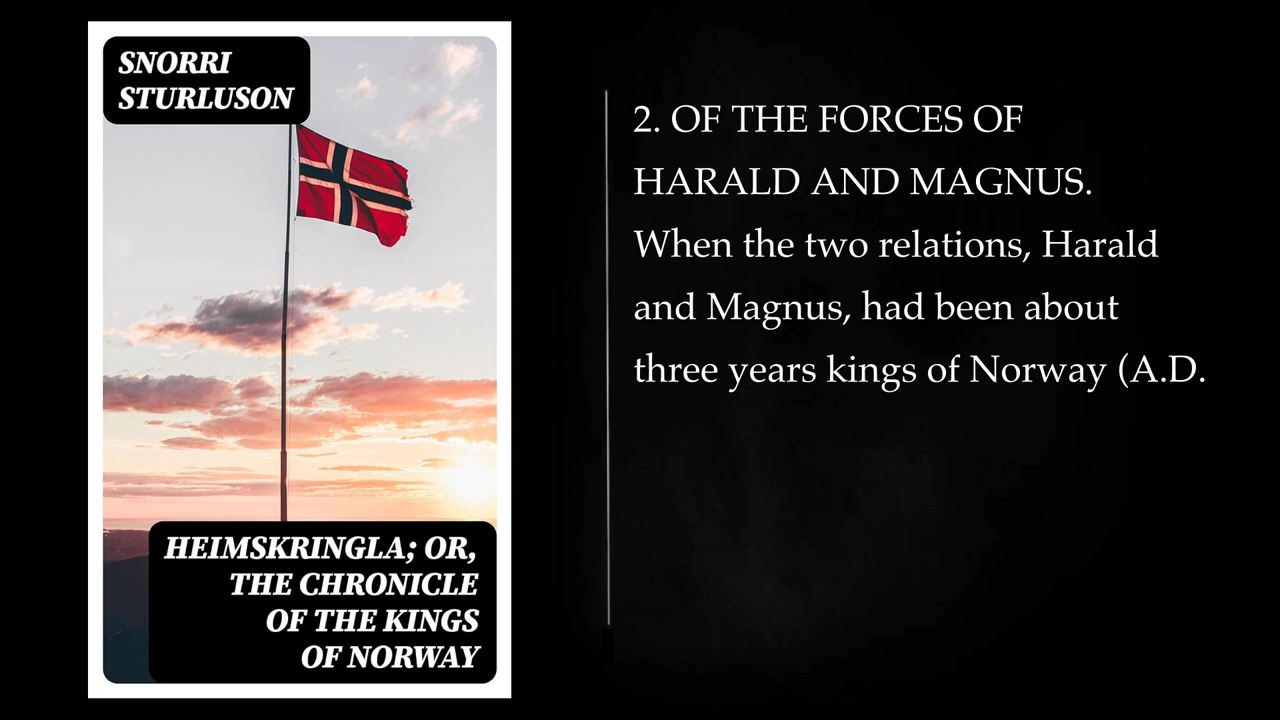 SNORRI
STURLUSON
HEIMSKRINGLA; OR,
THE CHRONICLE
OF THE KINGS
OF NORWAY
2. OF THE FORCES OF
HARALD AND MAGNUS.
When the two relations, Harald
and Magnus, had been about
three years kings of Norway (A.D.